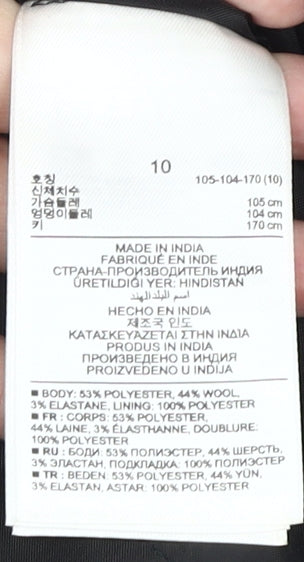 10
호칭 105-104-170 (10)
신체치수
가슴둘레 105 cm
엉덩이둘레 104 cm
키 170 cm
MADE IN INDIA
FABRIQUÉ EN INDE
СТРАНА-ПРОИЗВОДИТЕЛЬ ИНДИЯ
ÜRETİLDİĞİ YER: HINDISTAN
اسم البلد الهند
HECHO EN INDIA
제조국 인도
ΚΑΤΑΣΚΕΥΑΖΕΤΑΙ ΣΤΗΝ ΙΝΔΙΑ
PRODUS IN INDIA
ПРОИЗВЕДЕНО В ИНДИЯ
PROIZVEDENO U INDIJA
■ BODY: 53% POLYESTER, 44% WOOL,
3% ELASTANE, LINING: 100% POLYESTER
■ FR : CORPS: 53% POLYESTER,
44% LAINE, 3% ÉLASTHANNE, DOUBLURE:
100% POLYESTER
■ RU : БОДИ: 53% ПОЛИЭСТЕР, 44% ШЕРСТЬ,
3% ЭЛАСТАН, ПОДКЛАДКА: 100% ПОЛИЭСТЕР
■ TR : BEDEN: 53% POLYESTER, 44% YÜN,
3% ELASTAN, ASTAR: 100% POLYESTER